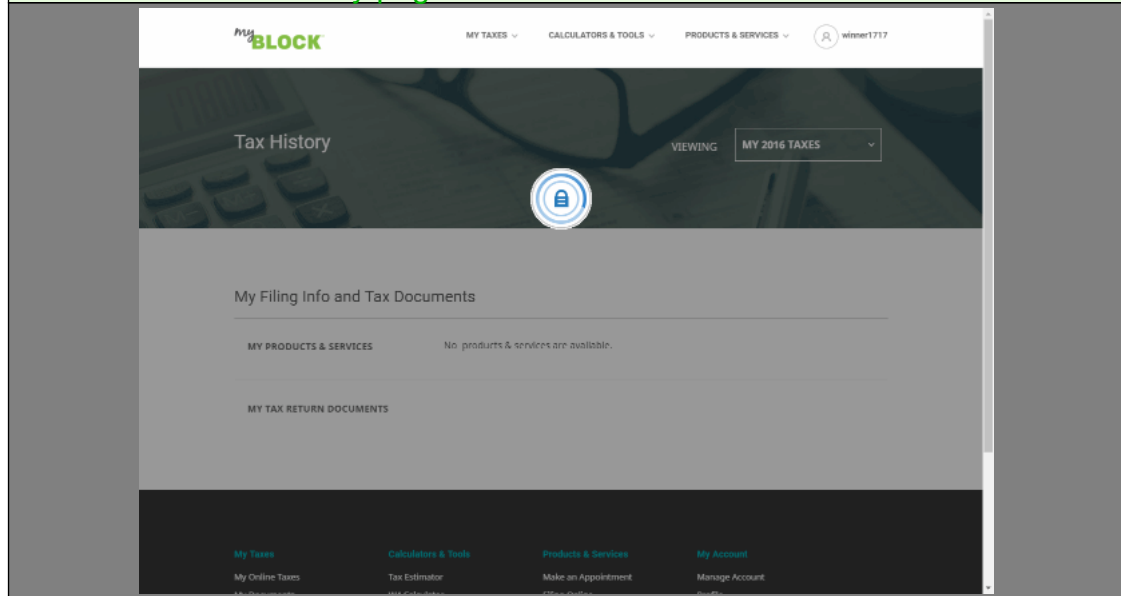 my BLOCK MY TAXES CALCULATORS & TOOLS PRODUCTS & SERVICES winner1717
Tax History VIEWING MY 2016 TAXES
My Filing Info and Tax Documents
MY PRODUCTS & SERVICES No products & services are available.
MY TAX RETURN DOCUMENTS
My Taxes Calculators & Tools Products & Services My Account
My Online Taxes Tax Estimator Make an Appointment Manage Account